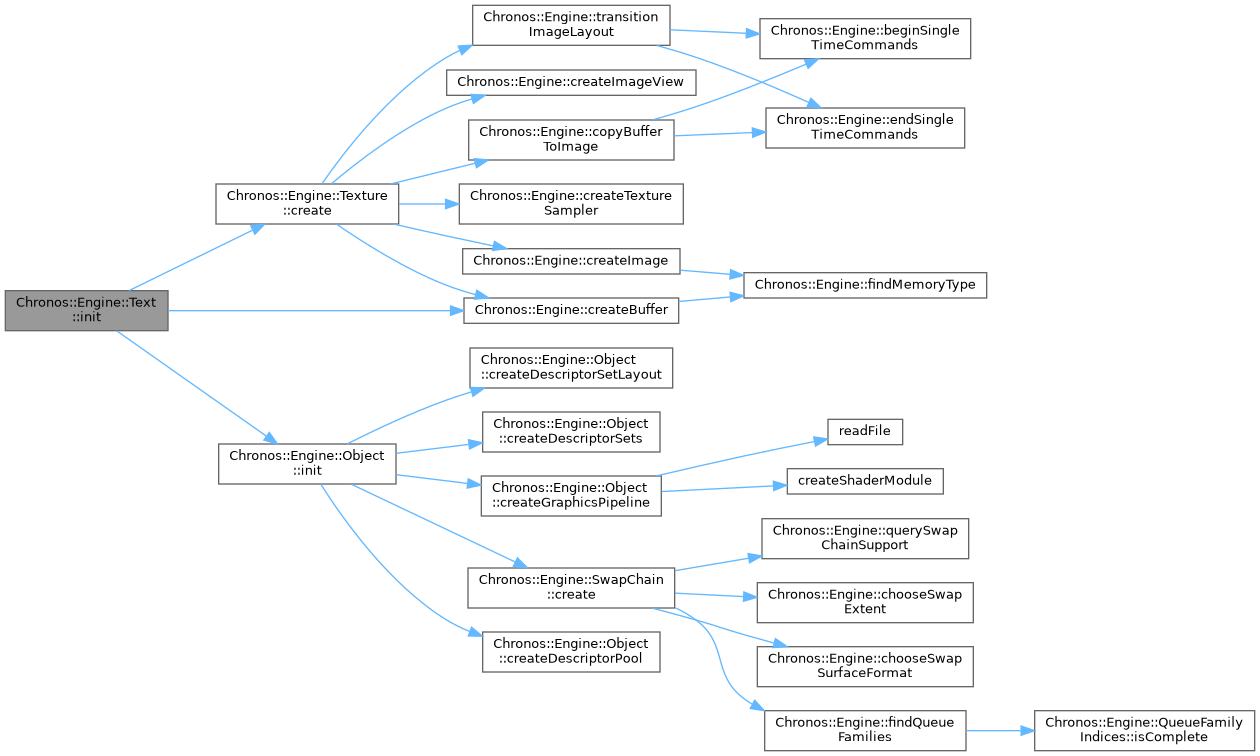 Chronos::Engine::Text
::init
Chronos::Engine::Texture
::create
Chronos::Engine::transition
ImageLayout
Chronos::Engine::beginSingle
TimeCommands
Chronos::Engine::endSingle
TimeCommands
Chronos::Engine::createImageView
Chronos::Engine::copyBuffer
ToImage
Chronos::Engine::createTexture
Sampler
Chronos::Engine::createImage
Chronos::Engine::findMemoryType
Chronos::Engine::createBuffer
Chronos::Engine::Object
::init
Chronos::Engine::Object
::createDescriptorSetLayout
Chronos::Engine::Object
::createDescriptorSets
Chronos::Engine::Object
::createGraphicsPipeline
readFile
createShaderModule
Chronos::Engine::SwapChain
::create
Chronos::Engine::querySwap
ChainSupport
Chronos::Engine::chooseSwap
Extent
Chronos::Engine::chooseSwap
SurfaceFormat
Chronos::Engine::findQueue
Families
Chronos::Engine::QueueFamily
Indices::isComplete
Chronos::Engine::Object
::createDescriptorPool